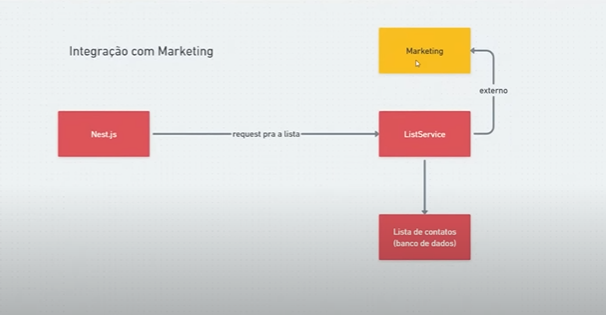 Integração com Marketing
Marketing
externo
Nest.js
request pra a lista
ListService
Lista de contatos
(banco de dados)